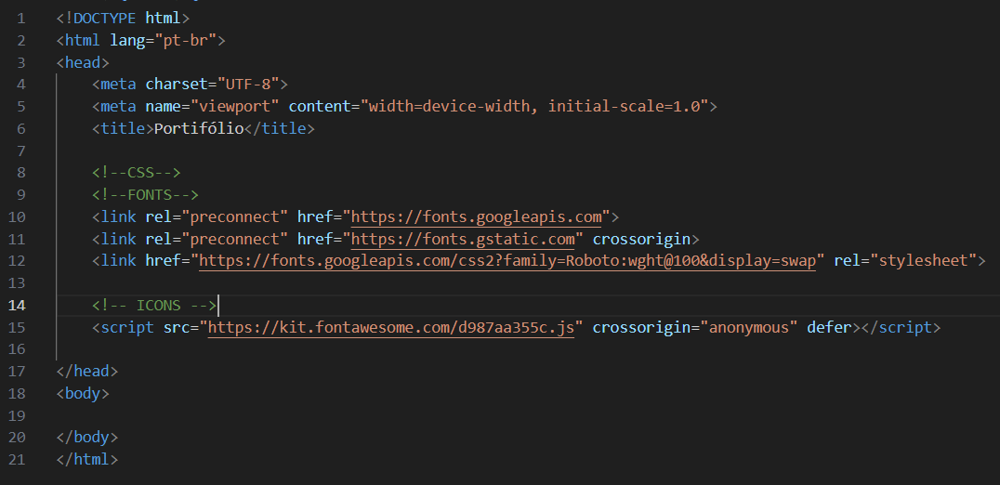 1 <!DOCTYPE html>
2 <html lang="pt-br">
3 <head>
4 <meta charset="UTF-8">
5 <meta name="viewport" content="width=device-width, initial-scale=1.0">
6 <title>Portifólio</title>
7
8 <!--CSS-->
9 <!--FONTS-->
10 <link rel="preconnect" href="https://fonts.googleapis.com">
11 <link rel="preconnect" href="https://fonts.gstatic.com" crossorigin>
12 <link href="https://fonts.googleapis.com/css2?family=Roboto:wght@100&display=swap" rel="stylesheet">
13
14 <!-- ICONS -->
15 <script src="https://kit.fontawesome.com/d987aa355c.js" crossorigin="anonymous" defer></script>
16
17 </head>
18 <body>
19
20 </body>
21 </html>